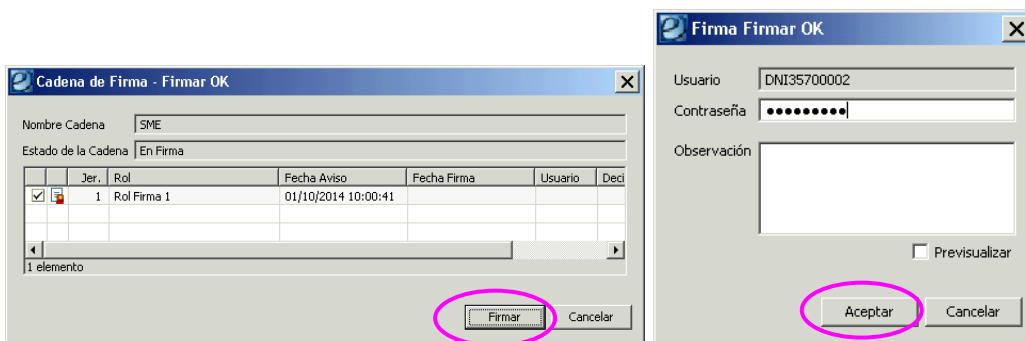 Cadena de Firma - Firmar OK
Nombre Cadena SME
Estado de la Cadena En Firma
Jer. Rol Fecha Aviso Fecha Firma Usuario Deci
1 Rol Firma 1 01/10/2014 10:00:41
1 elemento
Firmar Cancelar
Firma Firmar OK
Usuario DNI35700002
Contraseña
Observación
Previsualizar
Aceptar Cancelar